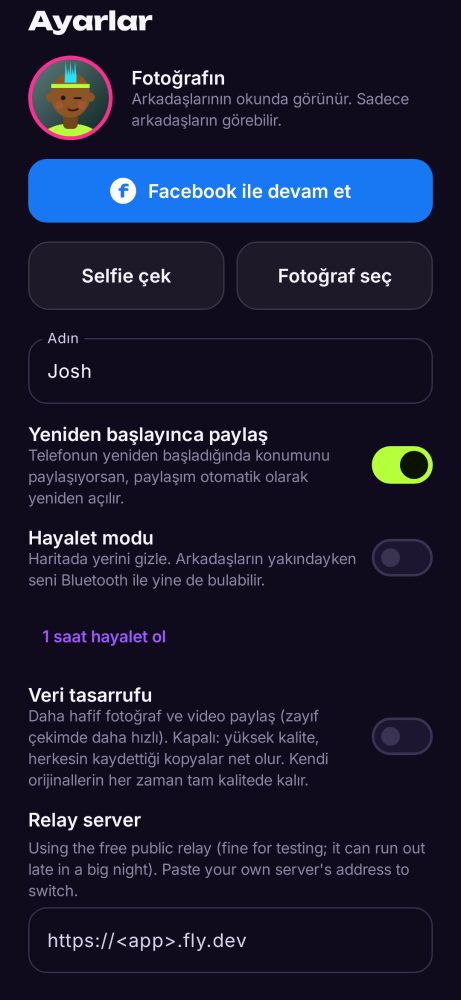 Ayarlar
Fotoğrafın
Arkadaşlarının okunda görünür. Sadece
arkadaşların görebilir.
Facebook ile devam et
Selfie çek
Fotoğraf seç
Adın
Josh
Yeniden başlayınca paylaş
Telefonun yeniden başladığında konumunu
paylaşıyorsan, paylaşım otomatik olarak
yeniden açılır.
Hayalet modu
Haritada yerini gizle. Arkadaşların yakındayken
seni Bluetooth ile yine de bulabilir.
1 saat hayalet ol
Veri tasarrufu
Daha hafif fotoğraf ve video paylaş (zayıf
çekimde daha hızlı). Kapalı: yüksek kalite,
herkesin kaydettiği kopyalar net olur. Kendi
orijinallerin her zaman tam kalitede kalır.
Relay server
Using the free public relay (fine for testing; it can run out
late in a big night). Paste your own server's address to
switch.
https://<app>.fly.dev